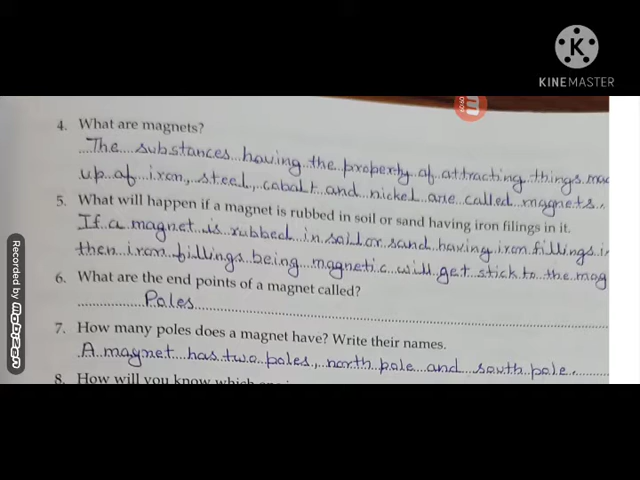 KINEMASTER
4. What are magnets?
The substances having the property of attracting things mad
up of iron, steel, cabalt and nickel are called magnets.
5. What will happen if a magnet is rubbed in soil or sand having iron filings in it.
If a magnet is rubbed in soil or sand having iron fillings i
then iron fillings being magnetic will get stick to the mag
6. What are the end points of a magnet called?
Poles
7. How many poles does a magnet have? Write their names.
A magnet has two poles, north pole and south pole.
8. How will you know which
Recorded by